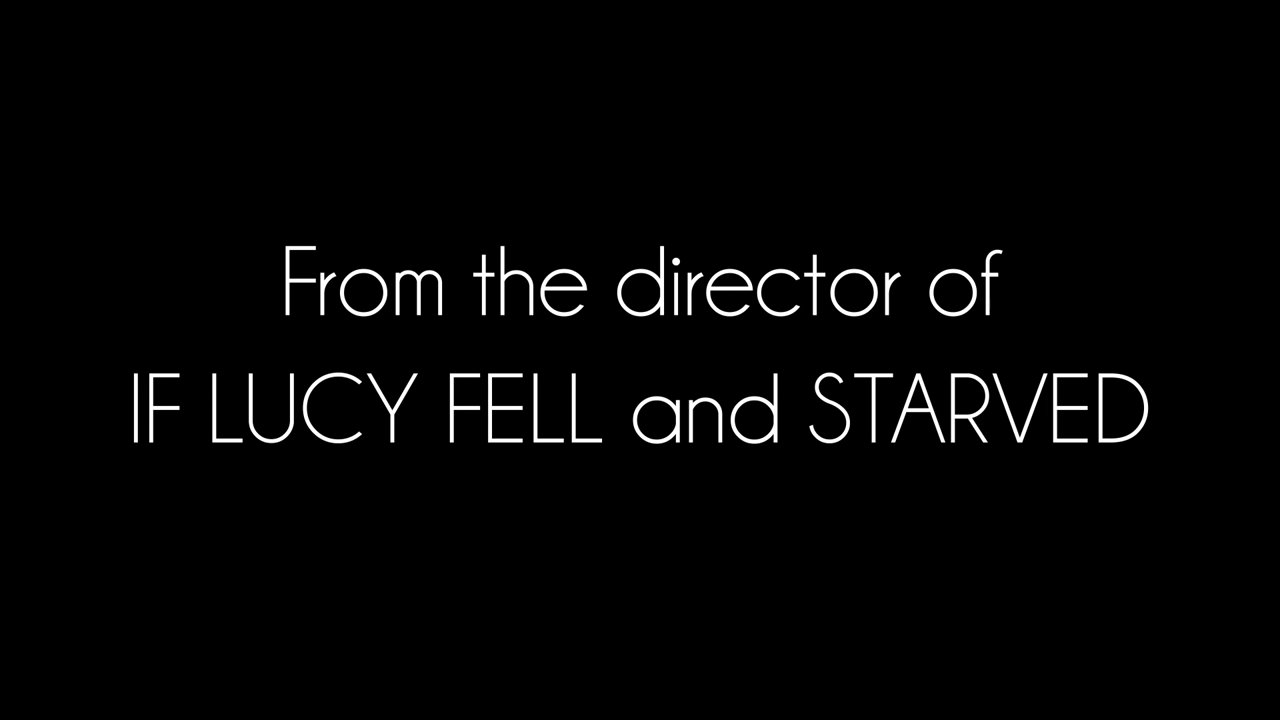 From the director of
IF LUCY FELL and STARVED